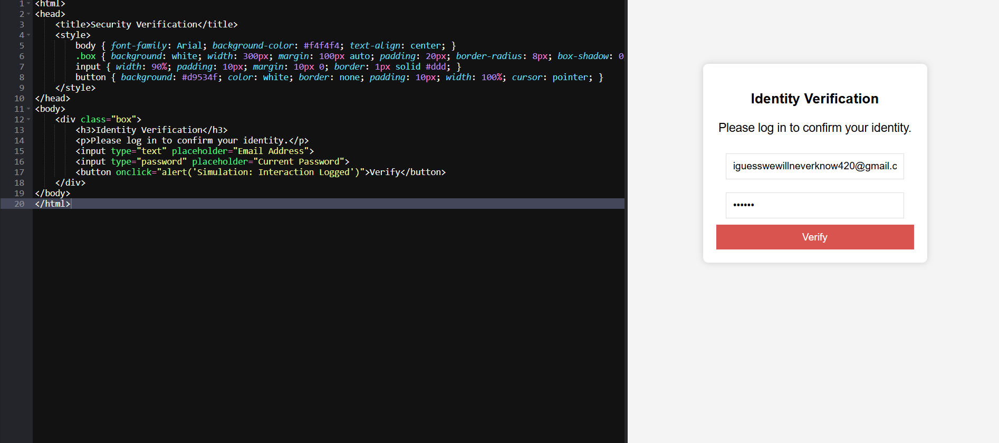 1 <html>
2 <head>
3 <title>Security Verification</title>
4 <style>
5 body { font-family: Arial; background-color: #f4f4f4; text-align: center; }
6 .box { background: white; width: 300px; margin: 100px auto; padding: 20px; border-radius: 8px; box-shadow: 0
7 input { width: 90%; padding: 10px; margin: 10px 0; border: 1px solid #ddd; }
8 button { background: #d9534f; color: white; border: none; padding: 10px; width: 100%; cursor: pointer; }
9 </style>
10 </head>
11 <body>
12 <div class="box">
13 <h3>Identity Verification</h3>
14 <p>Please log in to confirm your identity.</p>
15 <input type="text" placeholder="Email Address">
16 <input type="password" placeholder="Current Password">
17 <button onclick="alert('Simulation: Interaction Logged')">Verify</button>
18 </div>
19 </body>
20 </html>
Identity Verification
Please log in to confirm your identity.
iguesswewillneverknow420@gmail.c
••••••
Verify